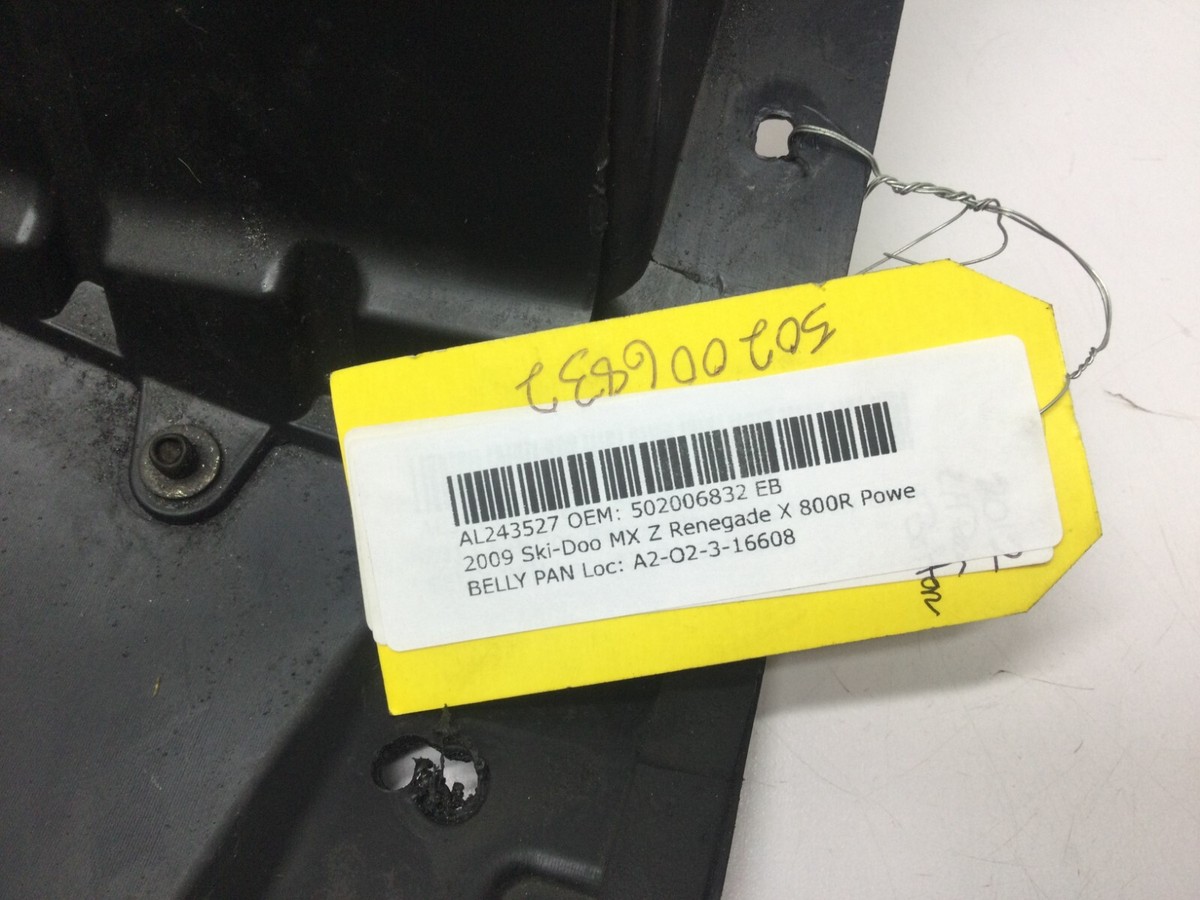 502006832
AL243527 OEM: 502006832 EB
2009 Ski-Doo MX Z Renegade X 800R Powe
BELLY PAN Loc: A2-O2-3-16608